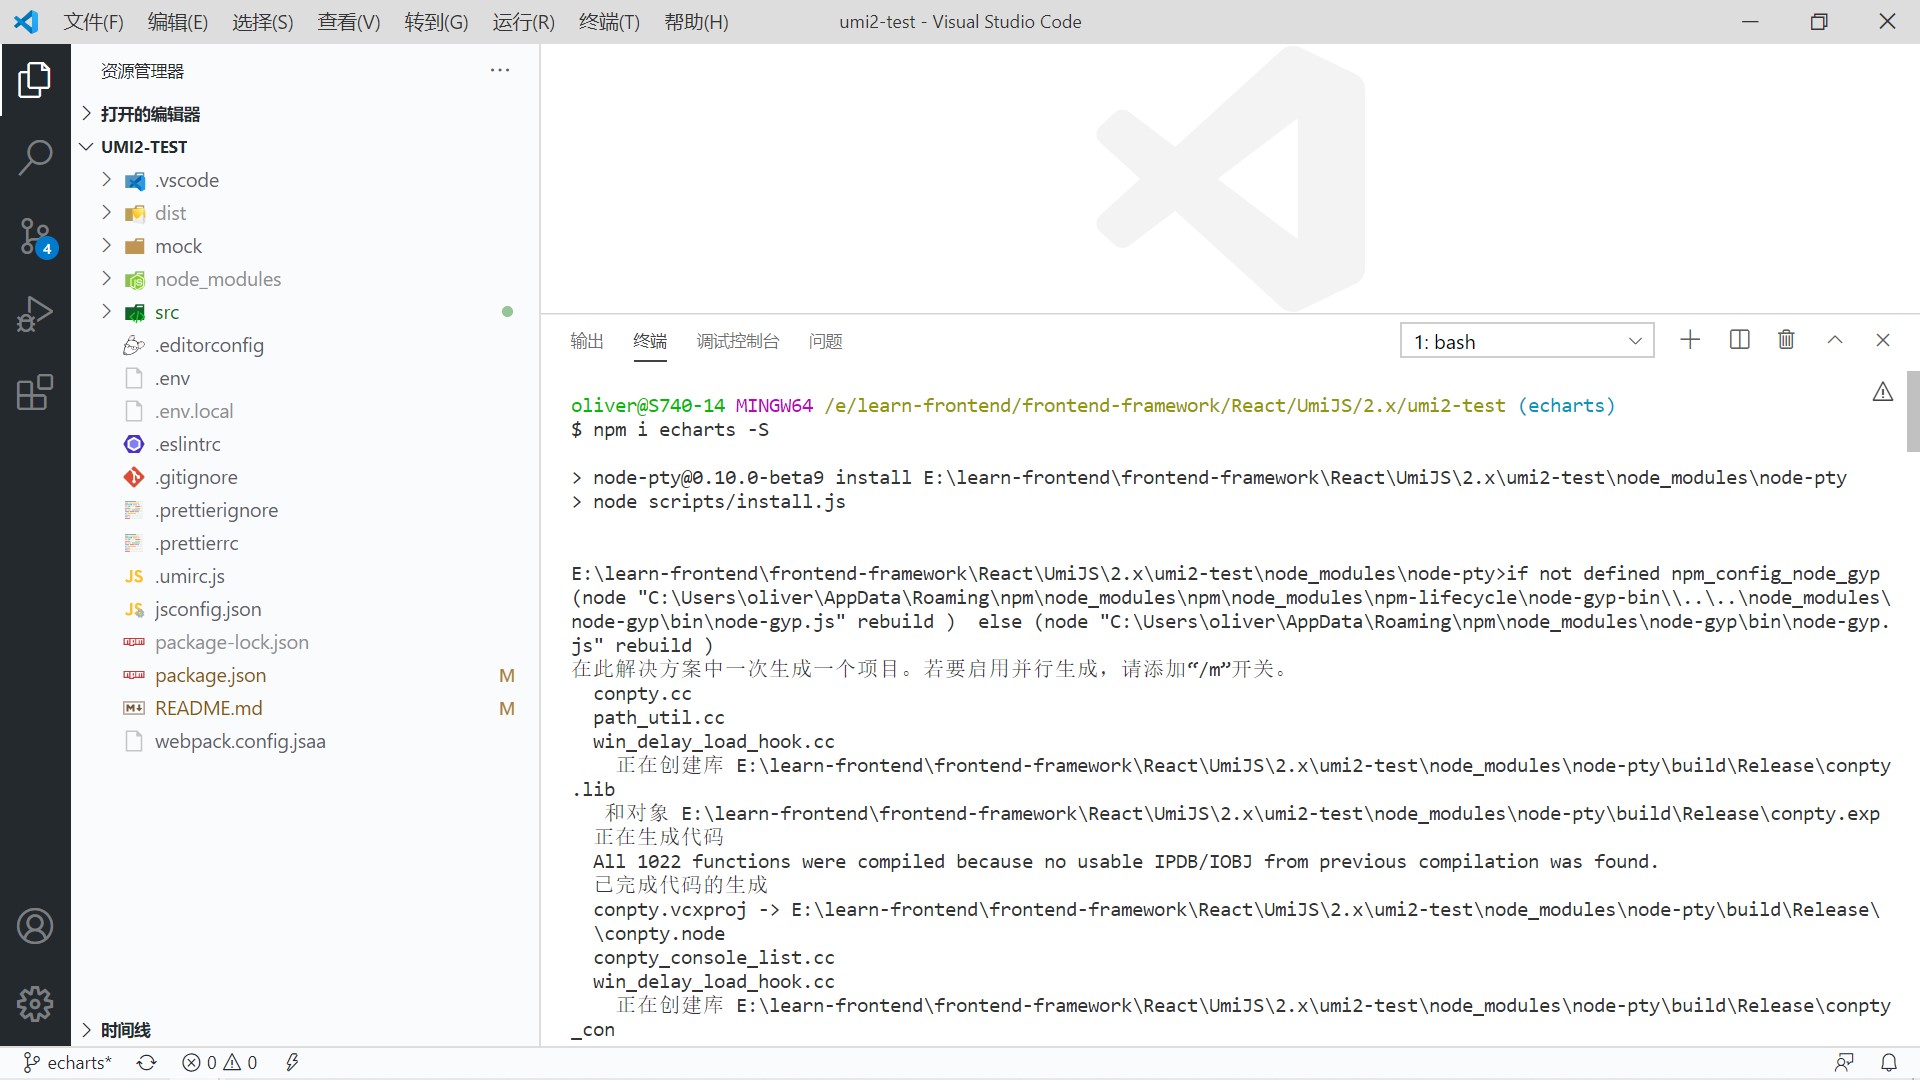 文件(F) 编辑(E) 选择(S) 查看(V) 转到(G) 运行(R) 终端(T) 帮助(H) umi2-test - Visual Studio Code
资源管理器
打开的编辑器
UMI2-TEST
.vscode
dist
mock
node_modules
src
.editorconfig
.env
.env.local
.eslintrc
.gitignore
.prettierignore
.prettierrc
JS .umirc.js
JS jsconfig.json
package-lock.json
package.json M
README.md M
webpack.config.jsaa
时间线
4
输出 终端 调试控制台 问题 1: bash
oliver@S740-14 MINGW64 /e/learn-frontend/frontend-framework/React/UmiJS/2.x/umi2-test (echarts)
$ npm i echarts -S
> node-pty@0.10.0-beta9 install E:\learn-frontend\frontend-framework\React\UmiJS\2.x\umi2-test\node_modules\node-pty
> node scripts/install.js
E:\learn-frontend\frontend-framework\React\UmiJS\2.x\umi2-test\node_modules\node-pty>if not defined npm_config_node_gyp
(node "C:\Users\oliver\AppData\Roaming\npm\node_modules\npm\node_modules\npm-lifecycle\node-gyp-bin\\..\..\node_modules\
node-gyp\bin\node-gyp.js" rebuild )  else (node "C:\Users\oliver\AppData\Roaming\npm\node_modules\node-gyp\bin\node-gyp.
js" rebuild )
在此解决方案中一次生成一个项目。若要启用并行生成，请添加“/m”开关。
conpty.cc
path_util.cc
win_delay_load_hook.cc
正在创建库 E:\learn-frontend\frontend-framework\React\UmiJS\2.x\umi2-test\node_modules\node-pty\build\Release\conpty
.lib
和对象 E:\learn-frontend\frontend-framework\React\UmiJS\2.x\umi2-test\node_modules\node-pty\build\Release\conpty.exp
正在生成代码
All 1022 functions were compiled because no usable IPDB/IOBJ from previous compilation was found.
已完成代码的生成
conpty.vcxproj -> E:\learn-frontend\frontend-framework\React\UmiJS\2.x\umi2-test\node_modules\node-pty\build\Release\
\conpty.node
conpty_console_list.cc
win_delay_load_hook.cc
正在创建库 E:\learn-frontend\frontend-framework\React\UmiJS\2.x\umi2-test\node_modules\node-pty\build\Release\conpty
_con
echarts* 0 0